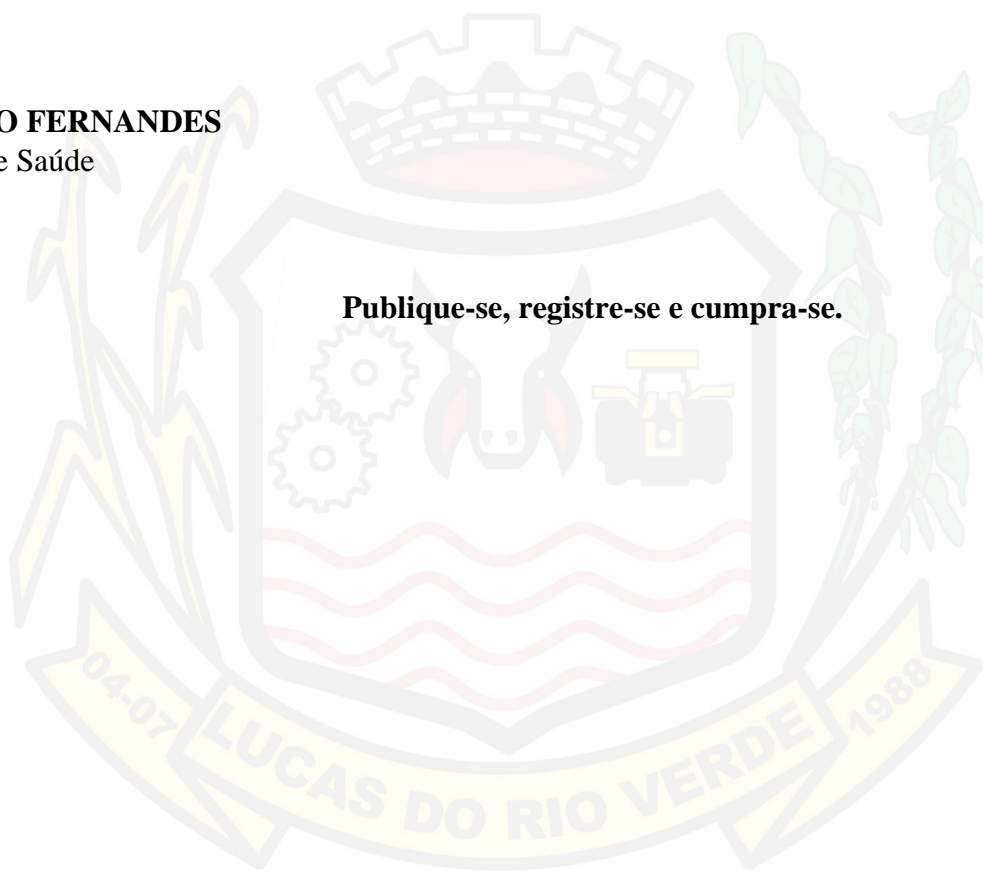 O FERNANDES
e Saúde
Publique-se, registre-se e cumpra-se.
04-07
LUCAS DO RIO VERDE
1988